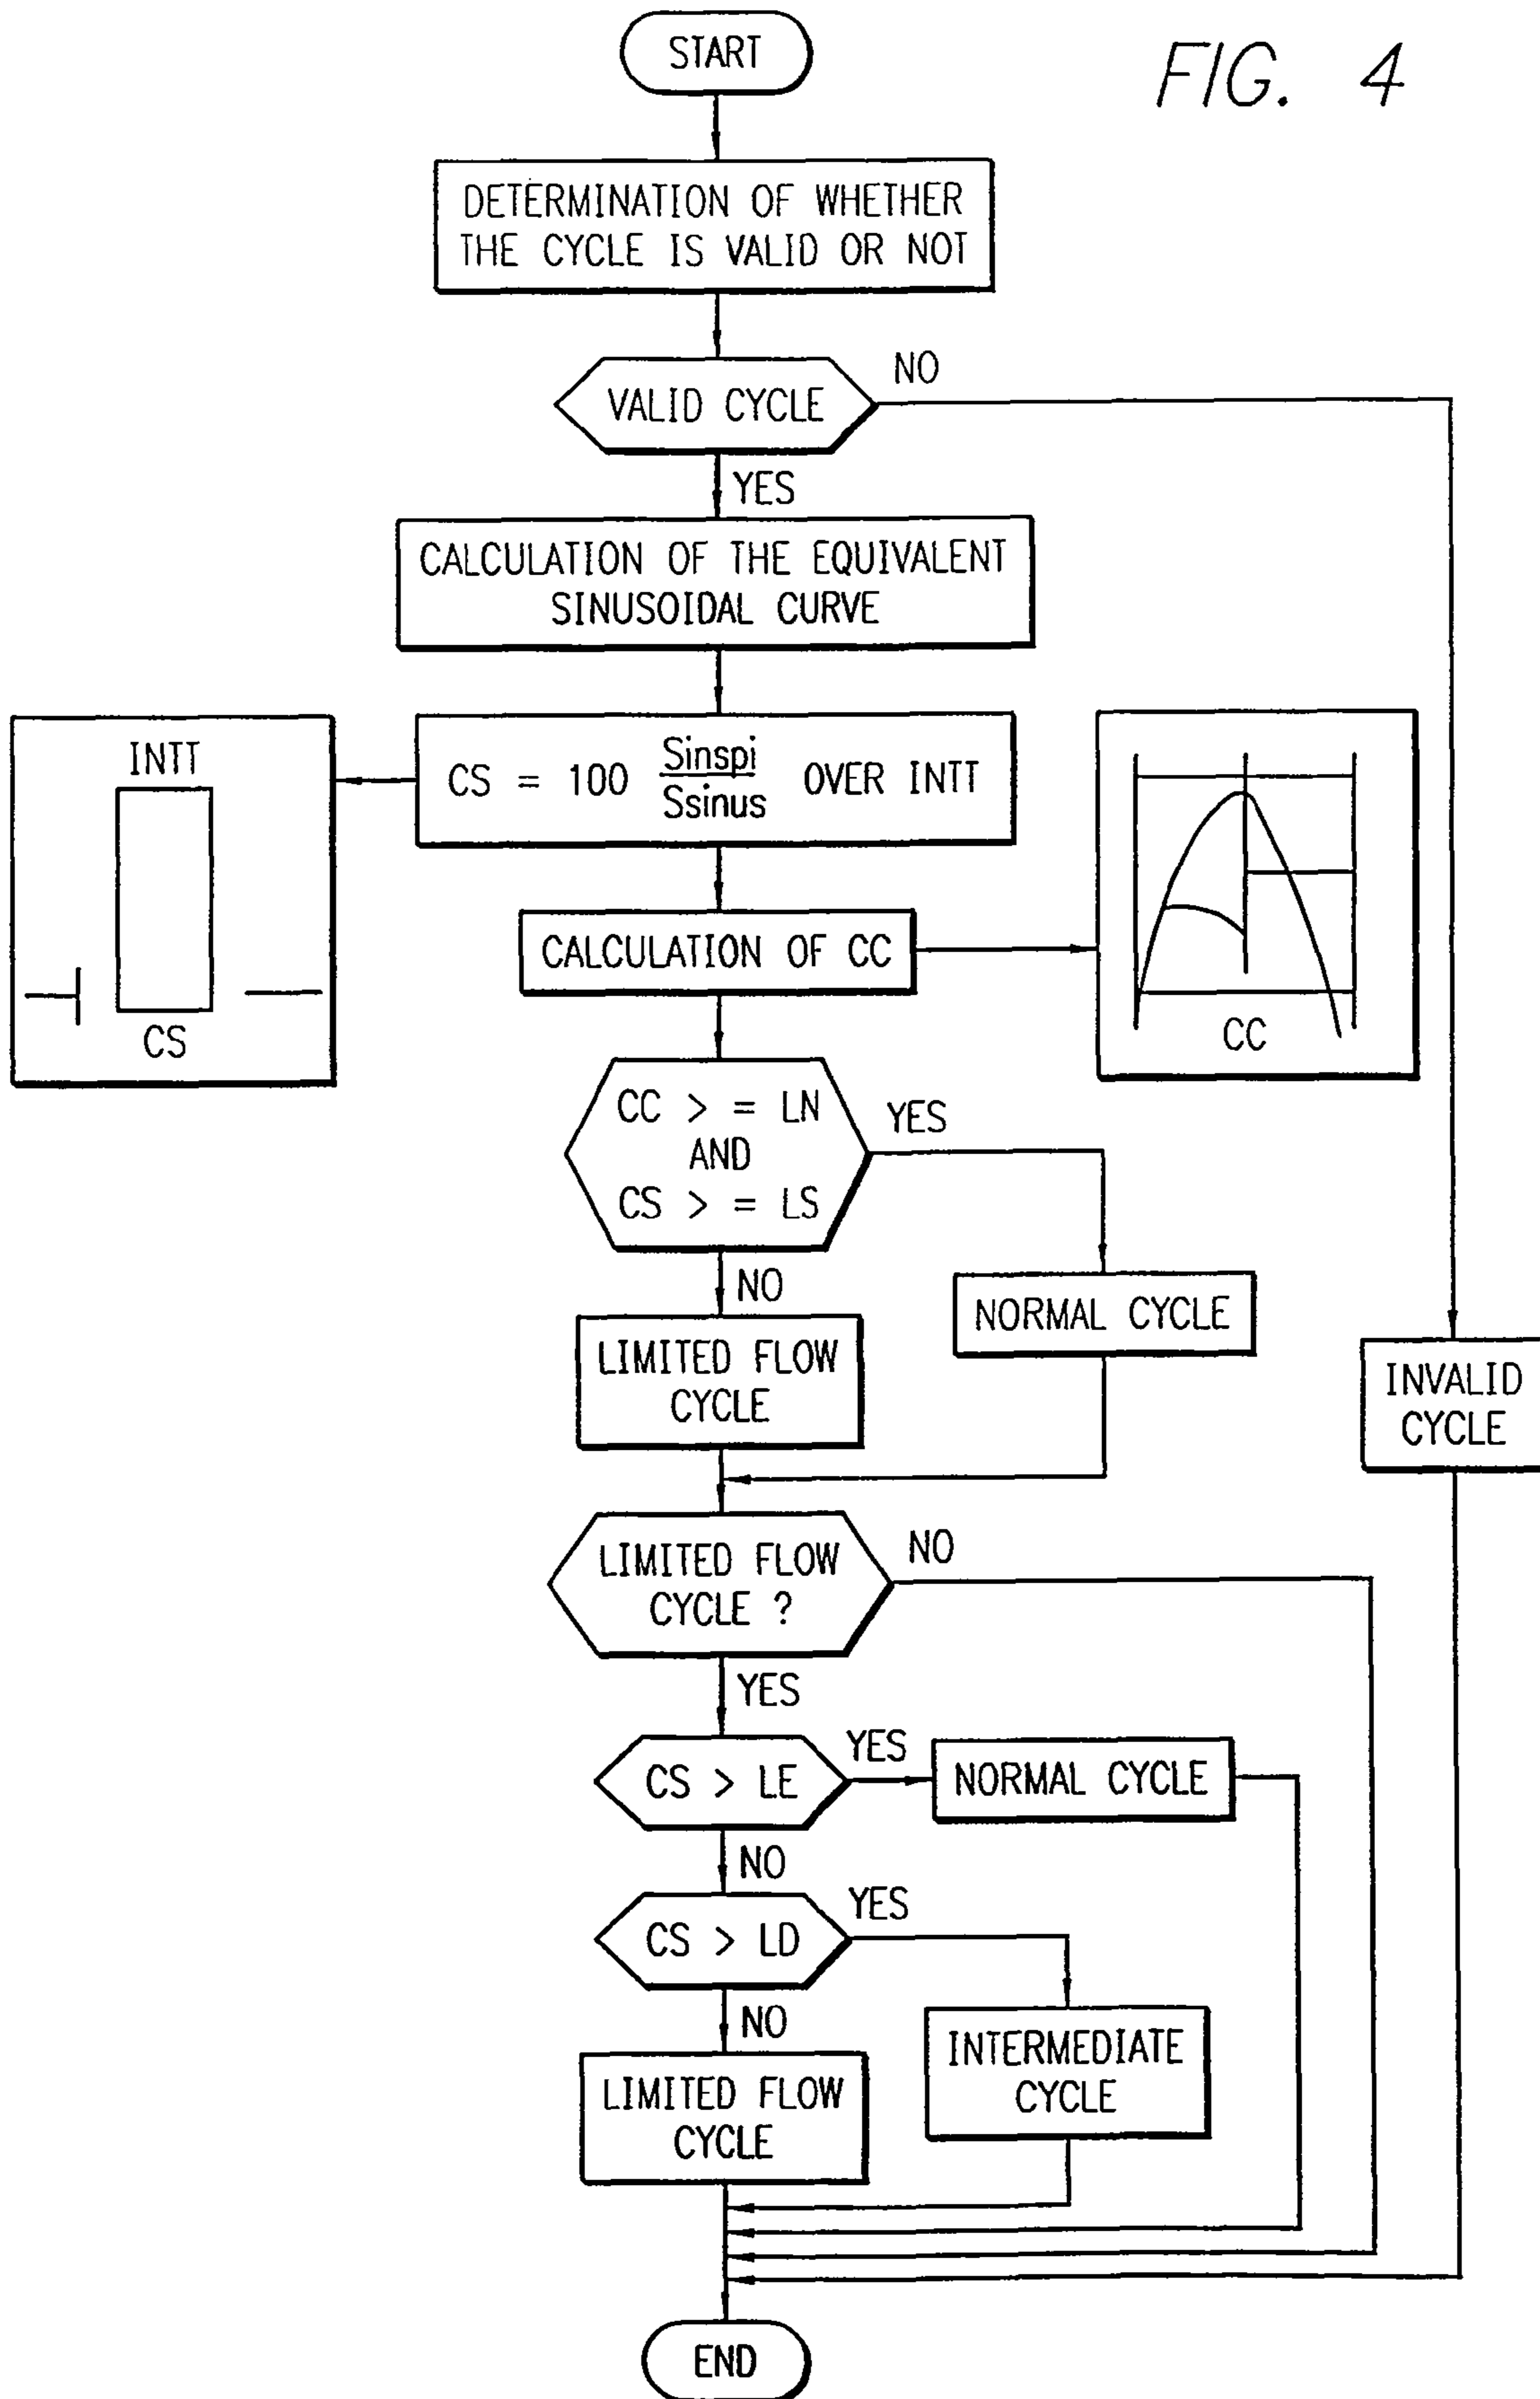 FIG. 4
START
DETERMINATION OF WHETHER
THE CYCLE IS VALID OR NOT
VALID CYCLE
NO
YES
CALCULATION OF THE EQUIVALENT
SINUSOIDAL CURVE
INTT
CS
CS = 100 Sinspi/Ssinus OVER INTT
CALCULATION OF CC
CC
CC > = LN
AND
CS > = LS
YES
NO
NORMAL CYCLE
LIMITED FLOW
CYCLE
INVALID
CYCLE
LIMITED FLOW
CYCLE ?
NO
YES
CS > LE
YES
NORMAL CYCLE
NO
CS > LD
YES
NO
INTERMEDIATE
CYCLE
LIMITED FLOW
CYCLE
END